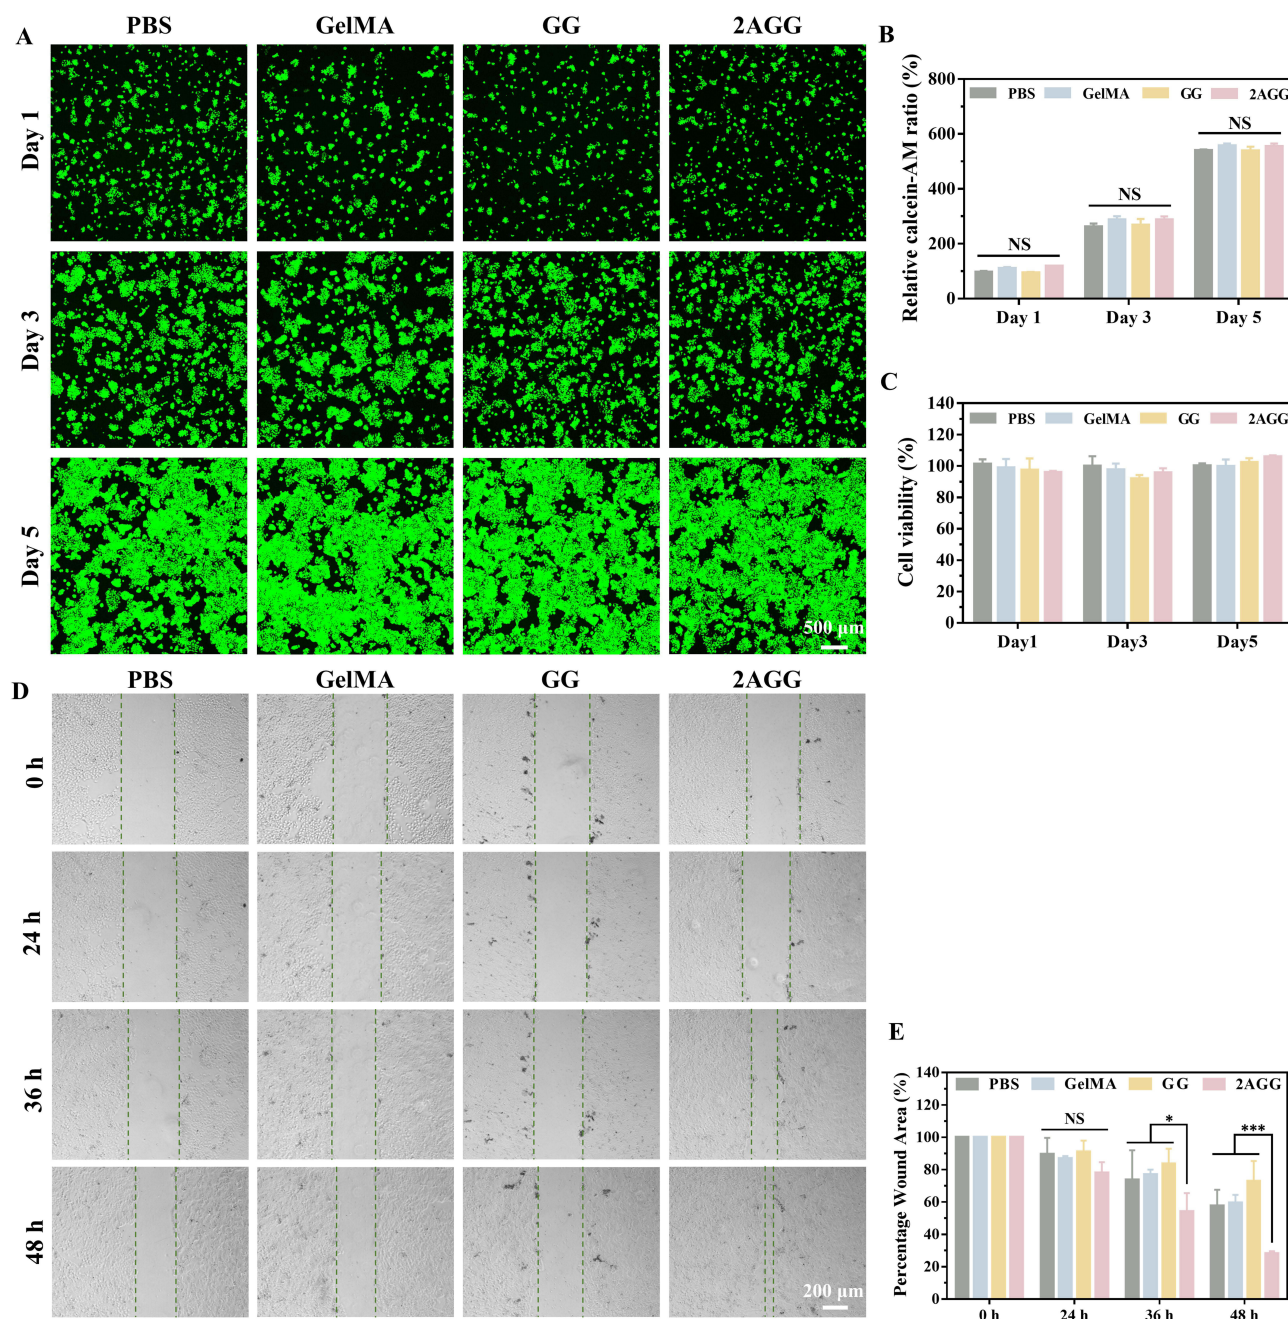 A
PBS GelMA GG 2AGG
Day 1
Day 3
Day 5
500 μm
B
Relative calcein-AM ratio (%)
800
600
400
200
0
PBS GelMA GG 2AGG
NS
NS
NS
Day 1 Day 3 Day 5
C
Cell viability (%)
140
120
100
80
60
40
20
0
PBS GelMA GG 2AGG
Day1 Day3 Day5
D
PBS GelMA GG 2AGG
0 h
24 h
36 h
48 h
200 μm
E
Percentage Wound Area (%)
140
120
100
80
60
40
20
0
PBS GelMA GG 2AGG
NS
*
***
0 h 24 h 36 h 48 h